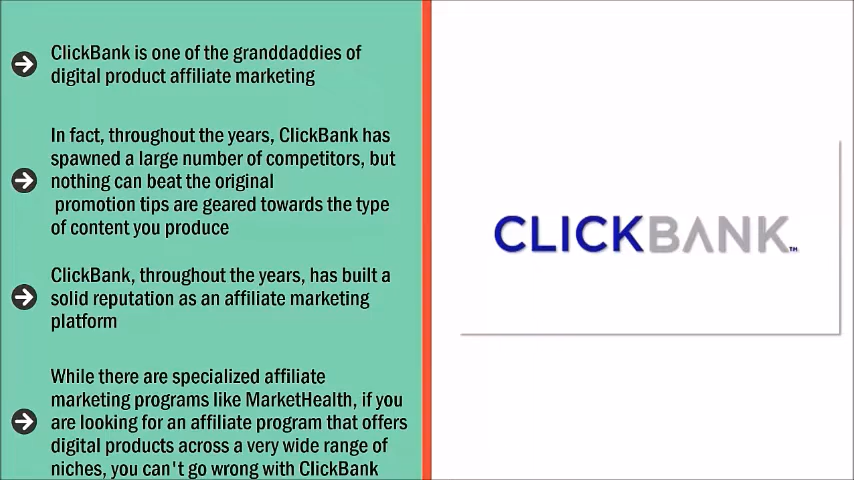 ClickBank is one of the granddaddies of
digital product affiliate marketing
In fact, throughout the years, ClickBank has
spawned a large number of competitors, but
nothing can beat the original
promotion tips are geared towards the type
of content you produce
ClickBank, throughout the years, has built a
solid reputation as an affiliate marketing
platform
While there are specialized affiliate
marketing programs like MarketHealth, if you
are looking for an affiliate program that offers
digital products across a very wide range of
niches, you can't go wrong with ClickBank
CLICKBANK™